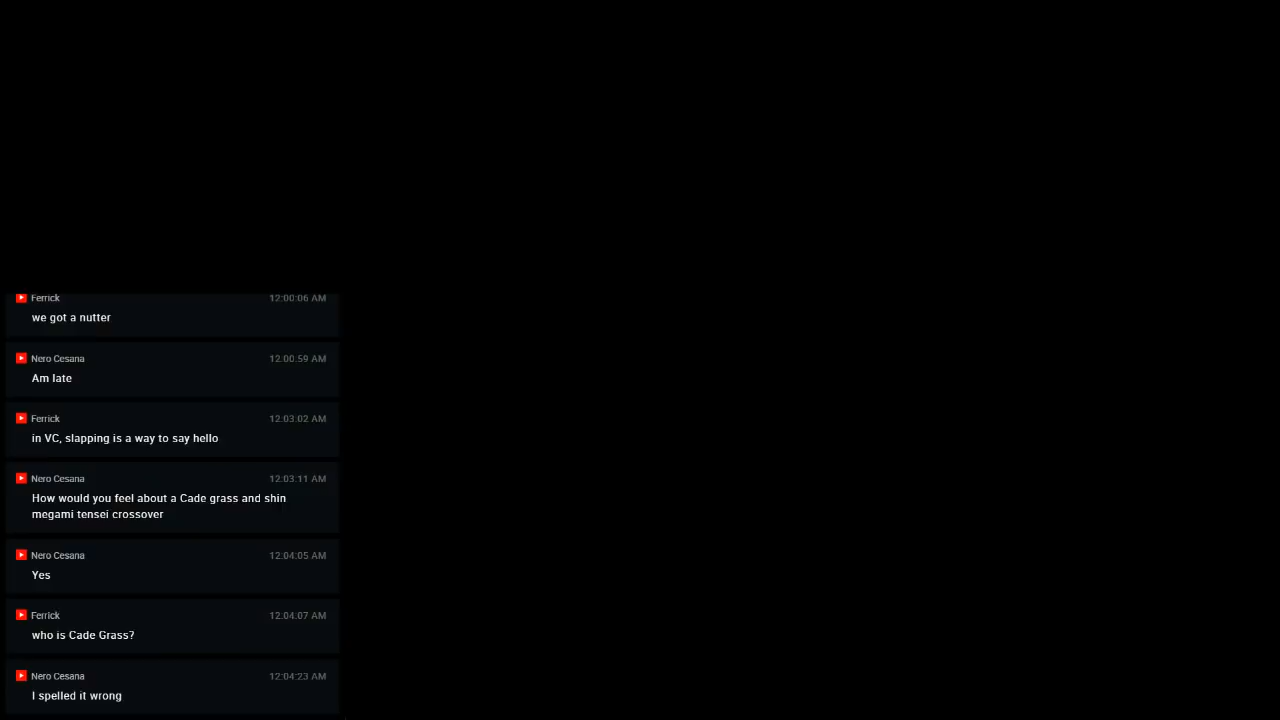 Ferrick 12:00:06 AM
we got a nutter
Nero Cesana 12:00:59 AM
Am late
Ferrick 12:03:02 AM
in VC, slapping is a way to say hello
Nero Cesana 12:03:11 AM
How would you feel about a Cade grass and shin
megami tensei crossover
Nero Cesana 12:04:05 AM
Yes
Ferrick 12:04:07 AM
who is Cade Grass?
Nero Cesana 12:04:23 AM
I spelled it wrong